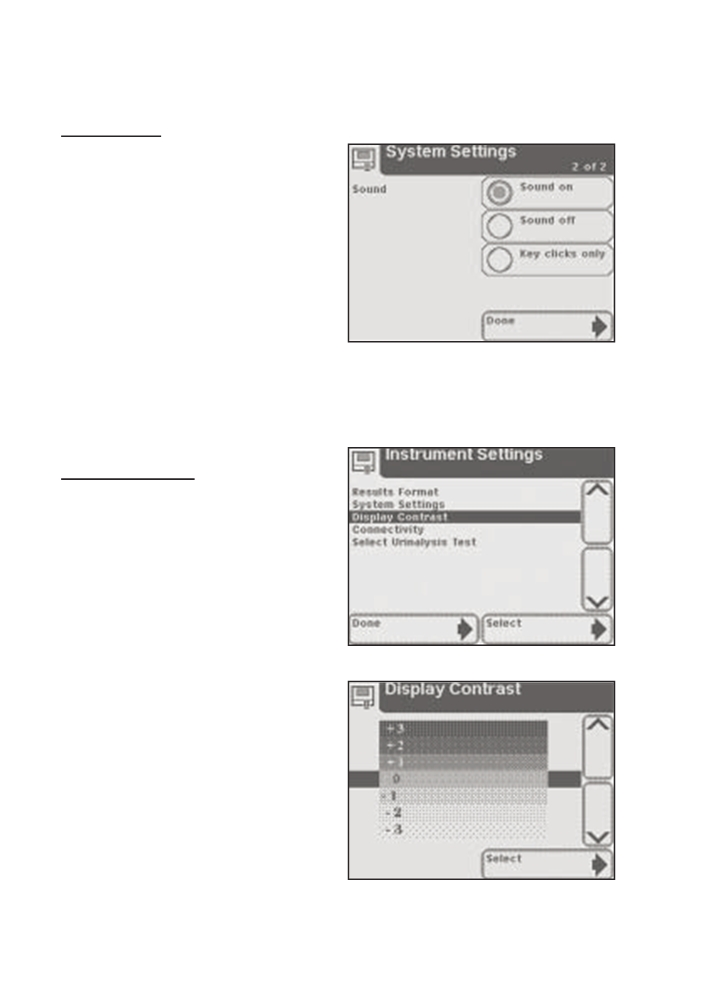 System Settings
2 of 2
Sound
Sound on
Sound off
Key clicks only
Done
Instrument Settings
Results Format
System Settings
Display Contrast
Connectivity
Select Urinalysis Test
Done
Select
Display Contrast
+3
+2
+1
0
- 1
- 2
- 3
Select